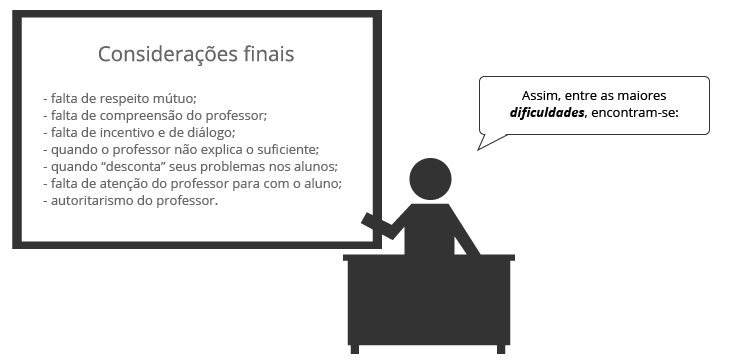 Considerações finais
- falta de respeito mútuo;
- falta de compreensão do professor;
- falta de incentivo e de diálogo;
- quando o professor não explica o suficiente;
- quando “desconta” seus problemas nos alunos;
- falta de atenção do professor para com o aluno;
- autoritarismo do professor.
Assim, entre as maiores
dificuldades, encontram-se: